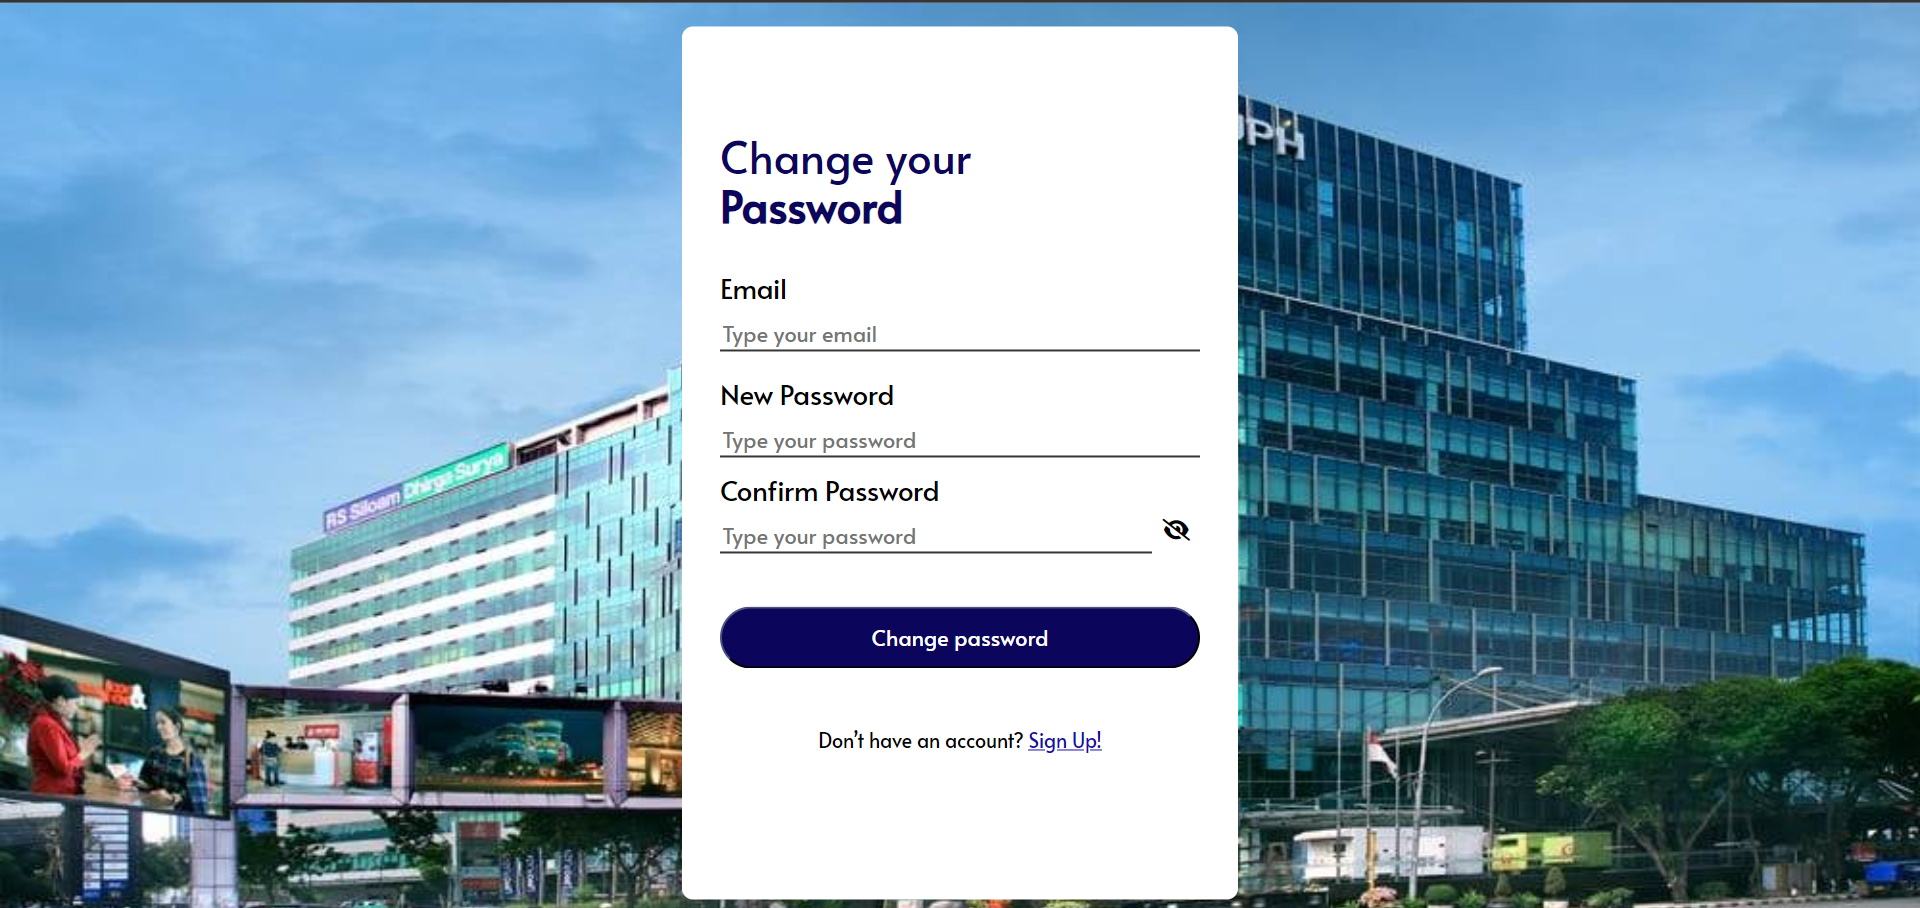 Change your
Password
Email
Type your email
New Password
Type your password
Confirm Password
Type your password
Change password
Don't have an account? Sign Up!
RS Siloam Dhirga Surya
UPH